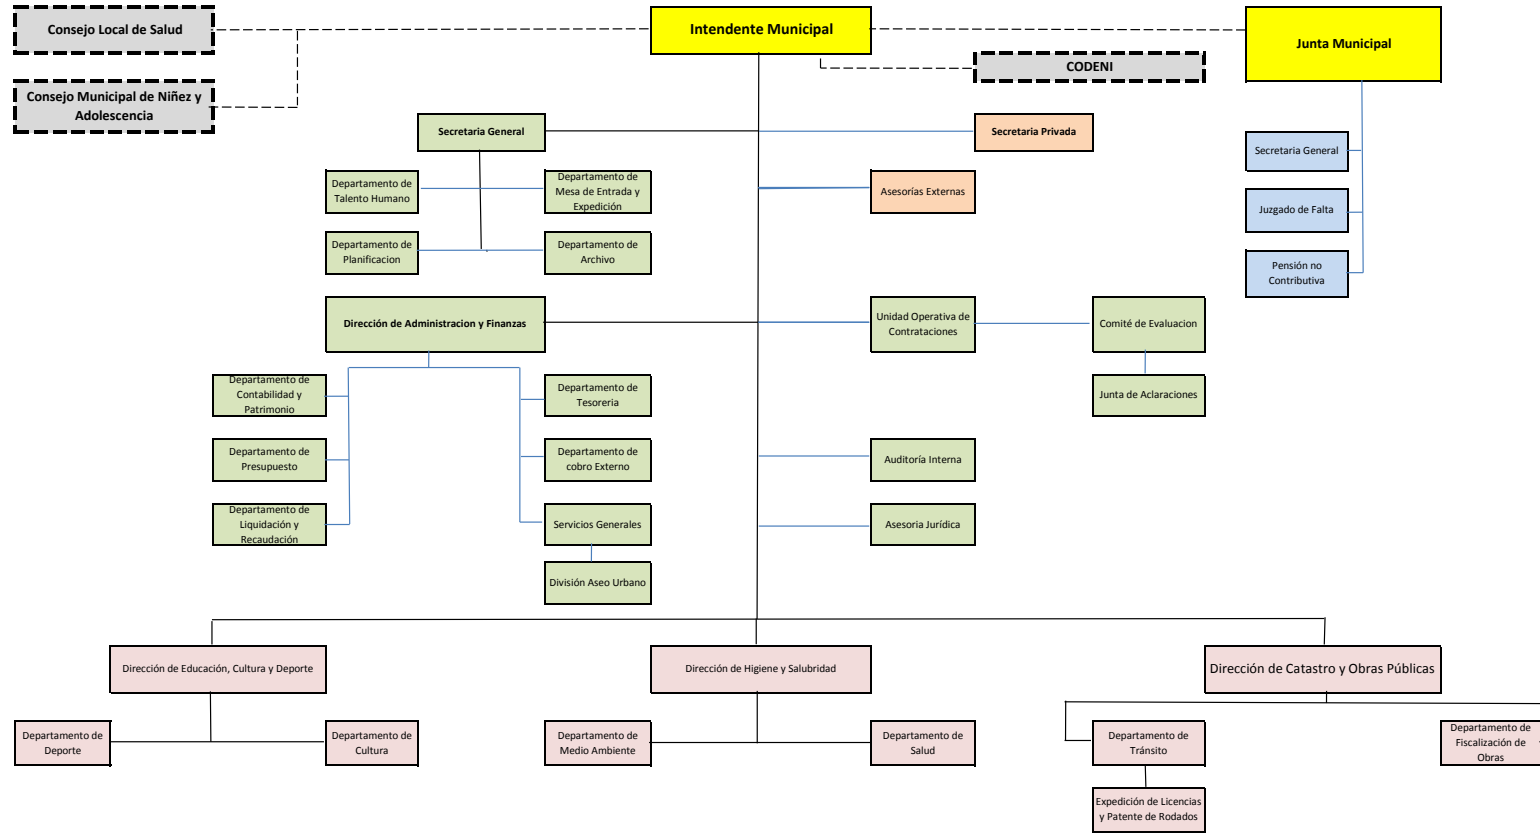 Consejo Local de Salud
Intendente Municipal
Junta Municipal
CODENI
Consejo Municipal de Niñez y
Adolescencia
Secretaria General
Secretaria Privada
Secretaria General
Departamento de
Talento Humano
Departamento de
Mesa de Entrada y
Expedición
Asesorías Externas
Juzgado de Falta
Departamento de
Planificacion
Departamento de
Archivo
Pensión no
Contributiva
Dirección de Administracion y Finanzas
Unidad Operativa de
Contrataciones
Comité de Evaluacion
Departamento de
Contabilidad y
Patrimonio
Departamento de
Tesoreria
Junta de Aclaraciones
Departamento de
Presupuesto
Departamento de
cobro Externo
Auditoría Interna
Departamento de
Liquidación y
Recaudación
Servicios Generales
Asesoria Jurídica
División Aseo Urbano
Dirección de Educación, Cultura y Deporte
Dirección de Higiene y Salubridad
Dirección de Catastro y Obras Públicas
Departamento de
Deporte
Departamento de
Cultura
Departamento de
Medio Ambiente
Departamento de
Salud
Departamento de
Tránsito
Departamento de
Fiscalización de
Obras
Expedición de Licencias
y Patente de Rodados